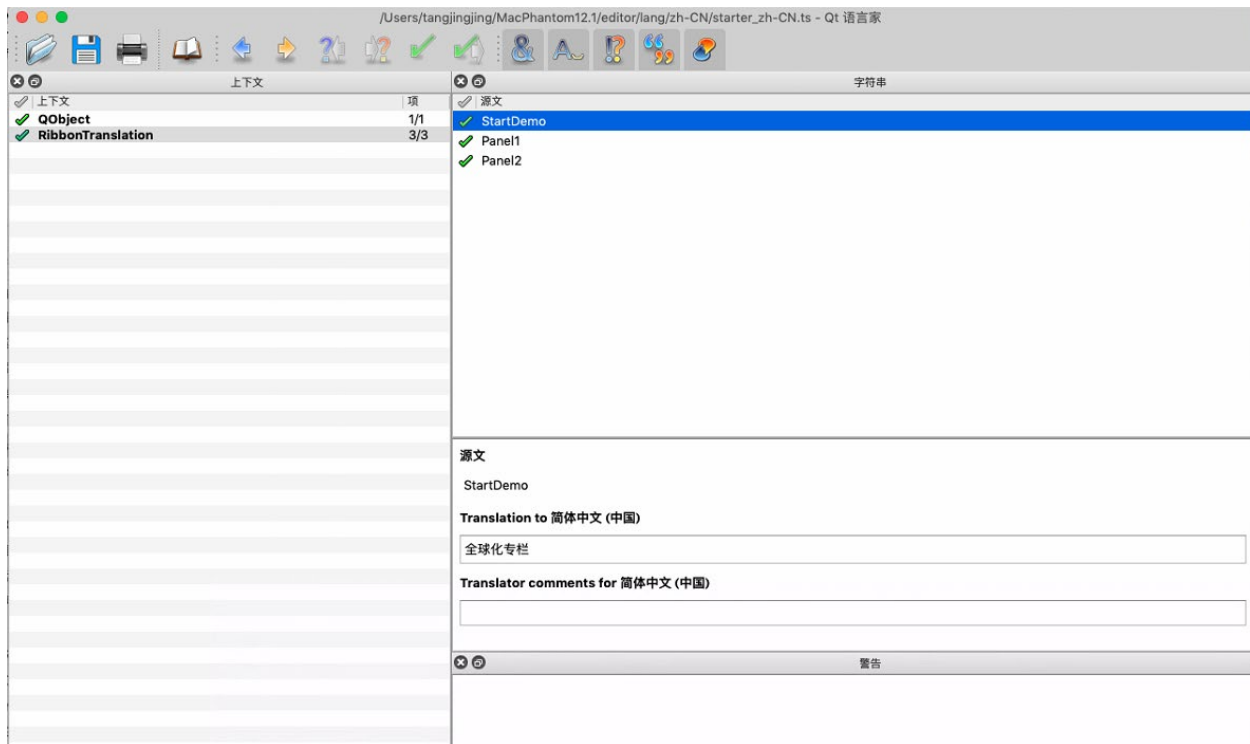 /Users/tangjingjing/MacPhantom12.1/editor/lang/zh-CN/starter_zh-CN.ts - Qt 语言家
上下文
上下文 项
QObject 1/1
RibbonTranslation 3/3
字符串
源文
StartDemo
Panel1
Panel2
源文
StartDemo
Translation to 简体中文 (中国)
全球化专栏
Translator comments for 简体中文 (中国)
警告